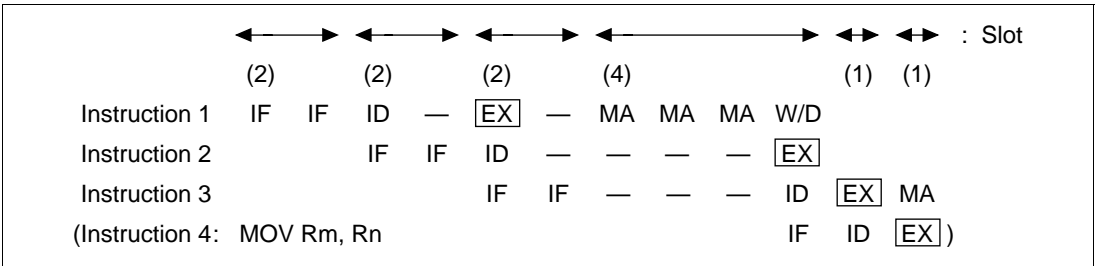 : Slot
(2) (2) (2) (4) (1) (1)
Instruction 1 IF IF ID — EX — MA MA MA W/D
Instruction 2 IF IF ID — — — — EX
Instruction 3 IF IF — — — ID EX MA
(Instruction 4: MOV Rm, Rn IF ID EX )